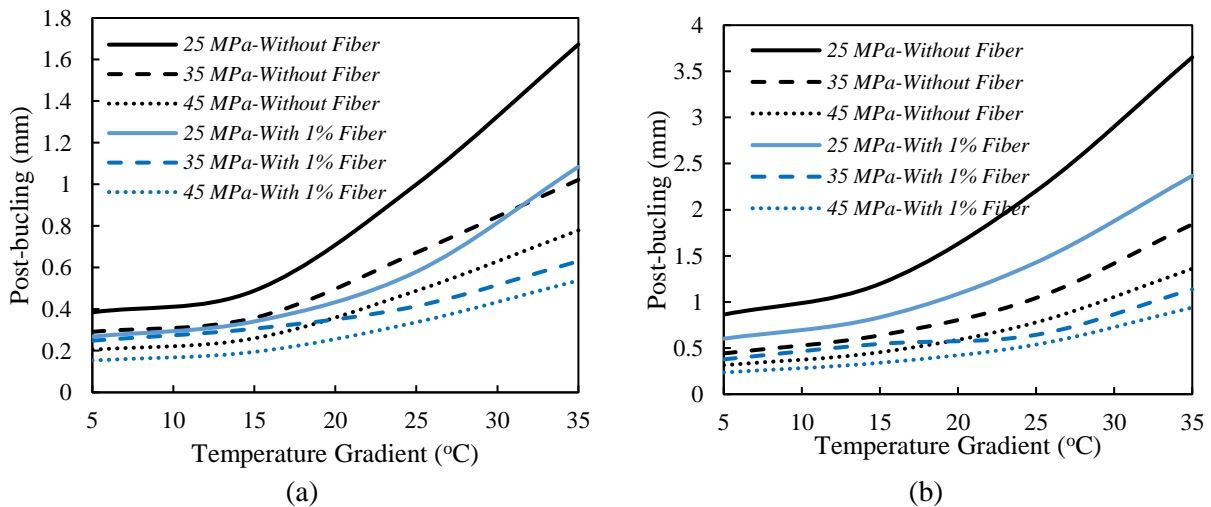 1.8
1.6
1.4
1.2
1
0.8
0.6
0.4
0.2
0
Post-bucling (mm)
25 MPa-Without Fiber
35 MPa-Without Fiber
45 MPa-Without Fiber
25 MPa-With 1% Fiber
35 MPa-With 1% Fiber
45 MPa-With 1% Fiber
5 10 15 20 25 30 35
Temperature Gradient (°C)
(a)
4
3.5
3
2.5
2
1.5
1
0.5
0
Post-bucling (mm)
25 MPa-Without Fiber
35 MPa-Without Fiber
45 MPa-Without Fiber
25 MPa-With 1% Fiber
35 MPa-With 1% Fiber
45 MPa-With 1% Fiber
5 10 15 20 25 30 35
Temperature Gradient (°C)
(b)